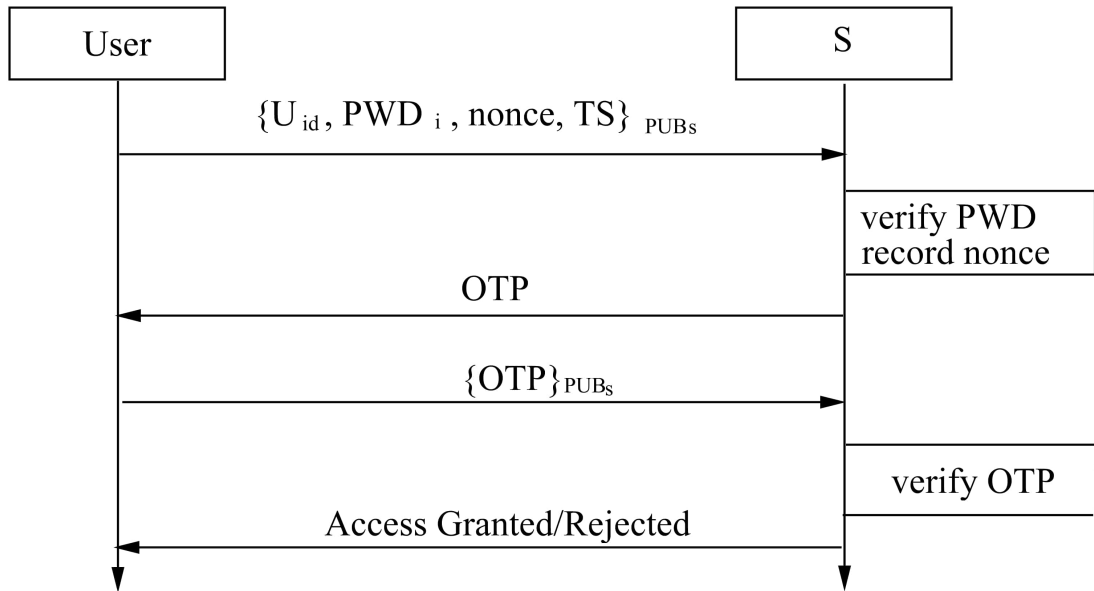 User
S
{U id , PWD i , nonce, TS} PUBs
verify PWD
record nonce
OTP
{OTP}PUBs
verify OTP
Access Granted/Rejected